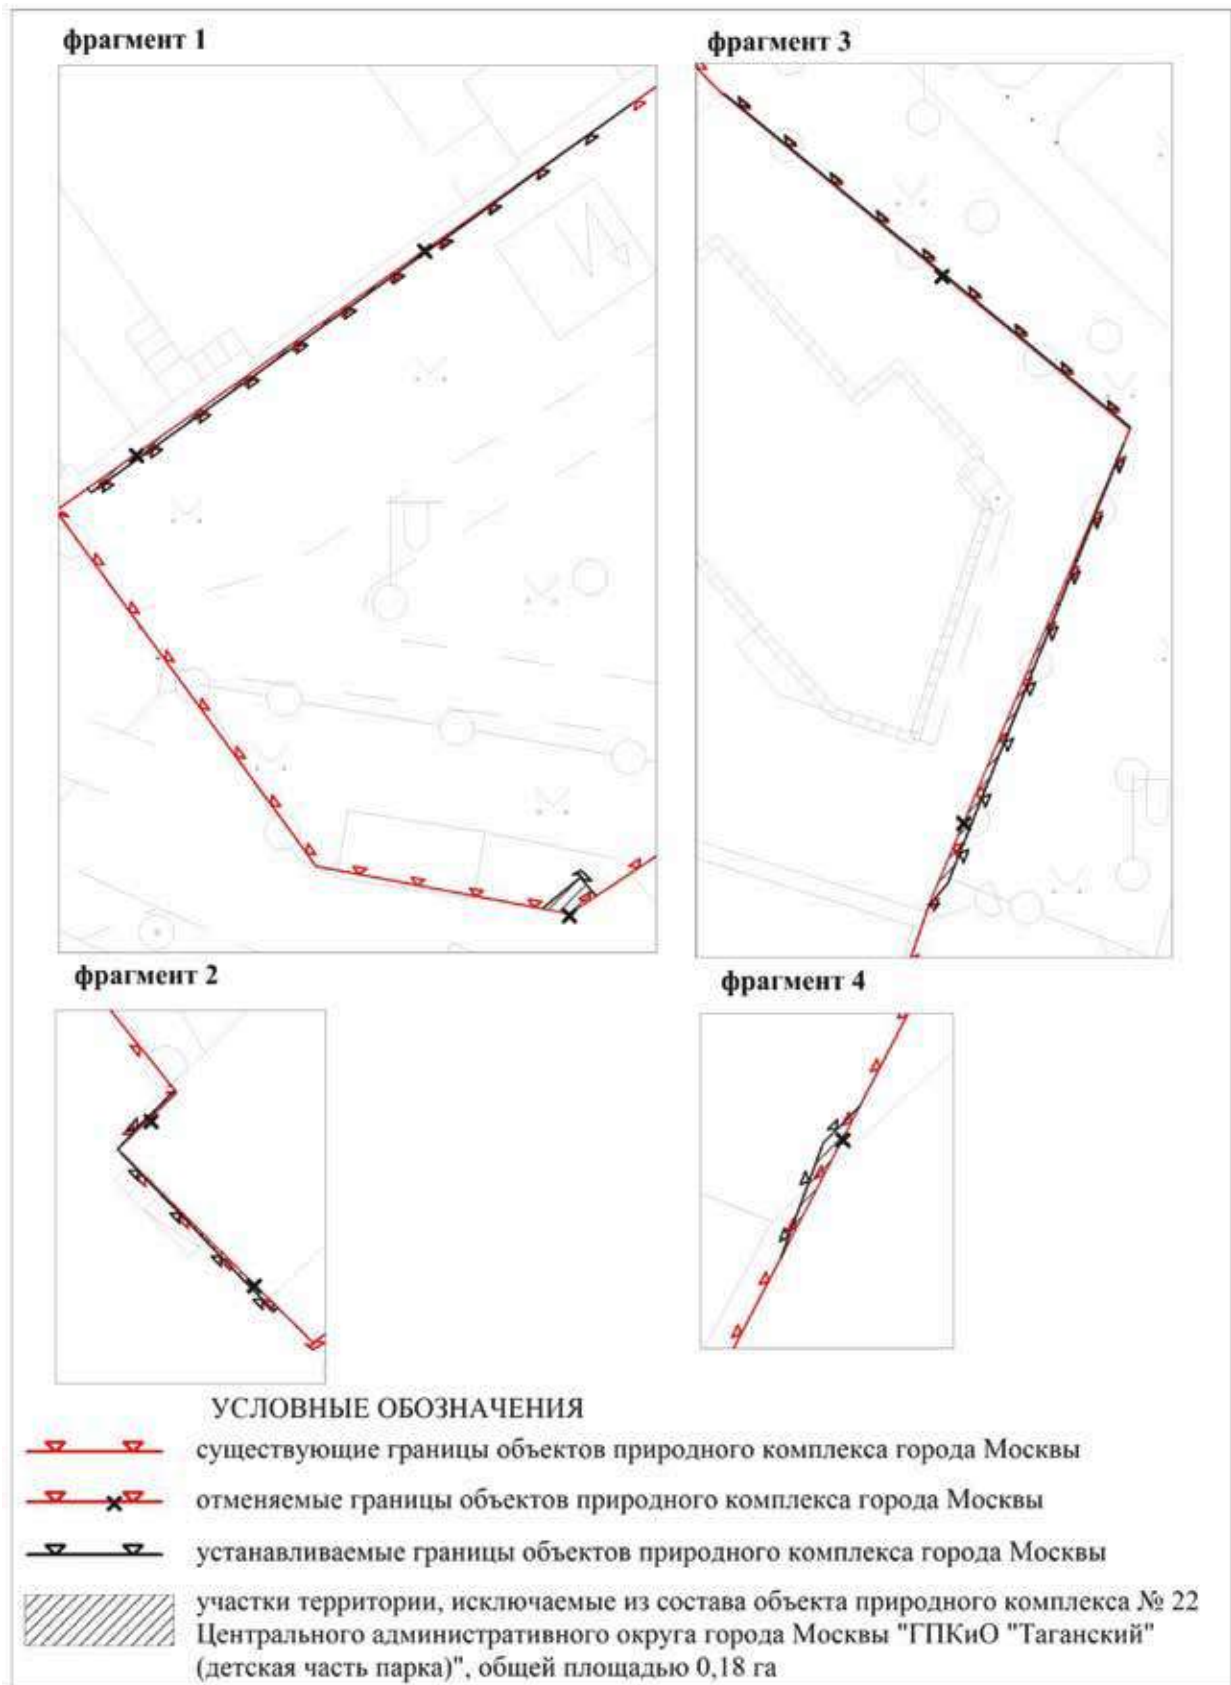 фрагмент 1
фрагмент 3
фрагмент 2
фрагмент 4
УСЛОВНЫЕ ОБОЗНАЧЕНИЯ
существующие границы объектов природного комплекса города Москвы
отменяемые границы объектов природного комплекса города Москвы
устанавливаемые границы объектов природного комплекса города Москвы
участки территории, исключаемые из состава объекта природного комплекса № 22
Центрального административного округа города Москвы "ГПКиО "Таганский"
(детская часть парка)", общей площадью 0,18 га